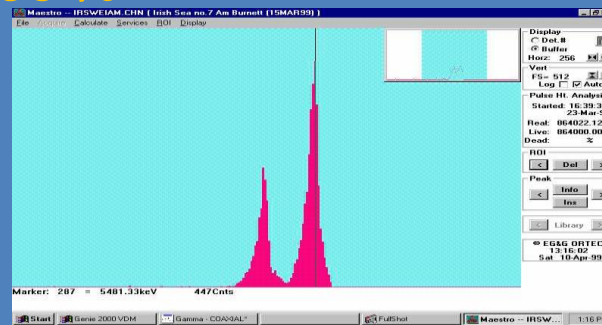 Maestro -- IRSWEIAM.CHN [ Irish Sea no.7 Am Burnett (15MAR99) ]
File Acquire Calculate Services ROI Display
Display
Det.#
Buffer
Horz: 256
Vert
FS= 512
Log Auto
Pulse Ht. Analysi
Started: 16:39:3
23-Mar-9
Real: 864022.12
Live: 864000.00
Dead: %
ROI
< Del >
Peak
< Info >
Ins
< Library >
© EG&G ORTEC
13:16:02
Sat 10-Apr-99
Marker: 287 = 5481.33keV 447Cnts
Start Genie 2000 VDM Gamma - COAXIAL* FullShot Maestro -- IRSW... 1:16 P